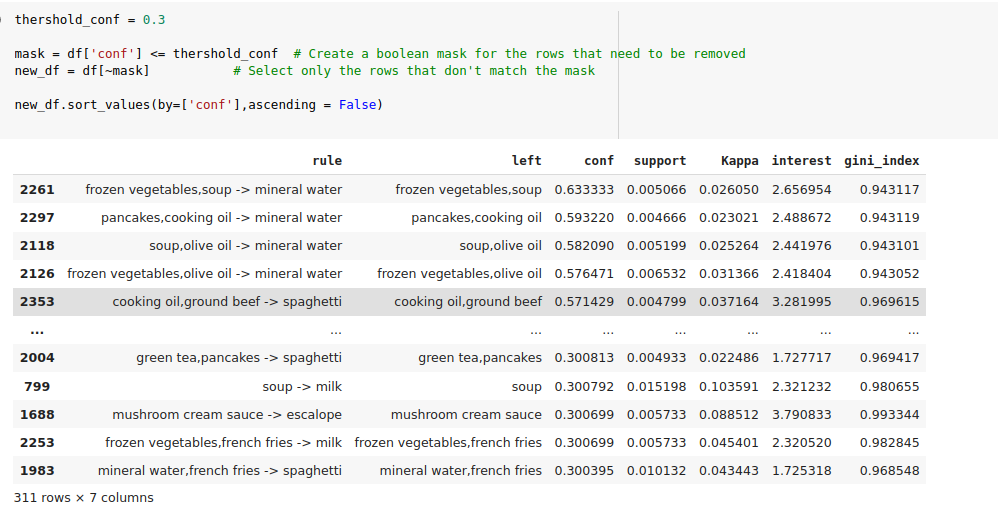 thershold_conf = 0.3
mask = df['conf'] <= thershold_conf  # Create a boolean mask for the rows that need to be removed
new_df = df[~mask]           # Select only the rows that don't match the mask
new_df.sort_values(by=['conf'],ascending = False)
rule left conf support Kappa interest gini_index
2261 frozen vegetables,soup -> mineral water frozen vegetables,soup 0.633333 0.005066 0.026050 2.656954 0.943117
2297 pancakes,cooking oil -> mineral water pancakes,cooking oil 0.593220 0.004666 0.023021 2.488672 0.943119
2118 soup,olive oil -> mineral water soup,olive oil 0.582090 0.005199 0.025264 2.441976 0.943101
2126 frozen vegetables,olive oil -> mineral water frozen vegetables,olive oil 0.576471 0.006532 0.031366 2.418404 0.943052
2353 cooking oil,ground beef -> spaghetti cooking oil,ground beef 0.571429 0.004799 0.037164 3.281995 0.969615
... ... ... ... ... ... ... ...
2004 green tea,pancakes -> spaghetti green tea,pancakes 0.300813 0.004933 0.022486 1.727717 0.969417
799 soup -> milk soup 0.300792 0.015198 0.103591 2.321232 0.980655
1688 mushroom cream sauce -> escalope mushroom cream sauce 0.300699 0.005733 0.088512 3.790833 0.993344
2253 frozen vegetables,french fries -> milk frozen vegetables,french fries 0.300699 0.005733 0.045401 2.320520 0.982845
1983 mineral water,french fries -> spaghetti mineral water,french fries 0.300395 0.010132 0.043443 1.725318 0.968548
311 rows × 7 columns